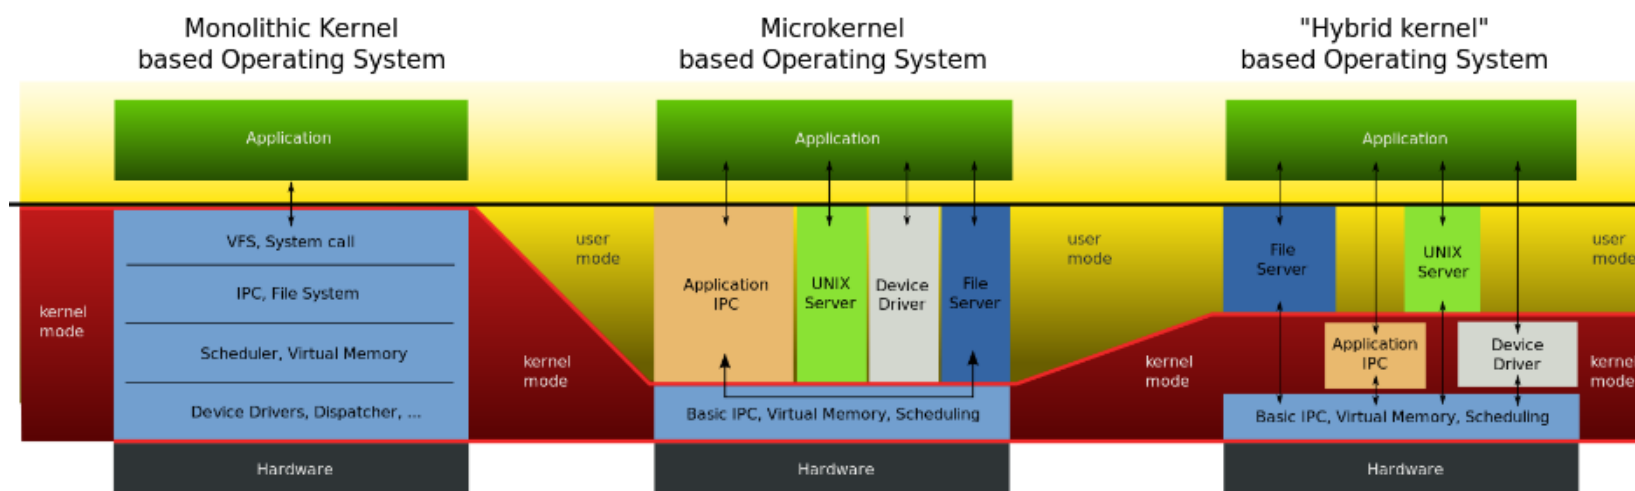 Monolithic Kernel
based Operating System
Microkernel
based Operating System
"Hybrid kernel"
based Operating System
Application
Application
Application
VFS, System call
IPC, File System
Scheduler, Virtual Memory
Device Drivers, Dispatcher, ...
Hardware
kernel
mode
user
mode
kernel
mode
Application
IPC
UNIX
Server
Device
Driver
File
Server
Basic IPC, Virtual Memory, Scheduling
Hardware
user
mode
kernel
mode
File
Server
UNIX
Server
Application
IPC
Device
Driver
Basic IPC, Virtual Memory, Scheduling
Hardware
user
mode
kernel
mode